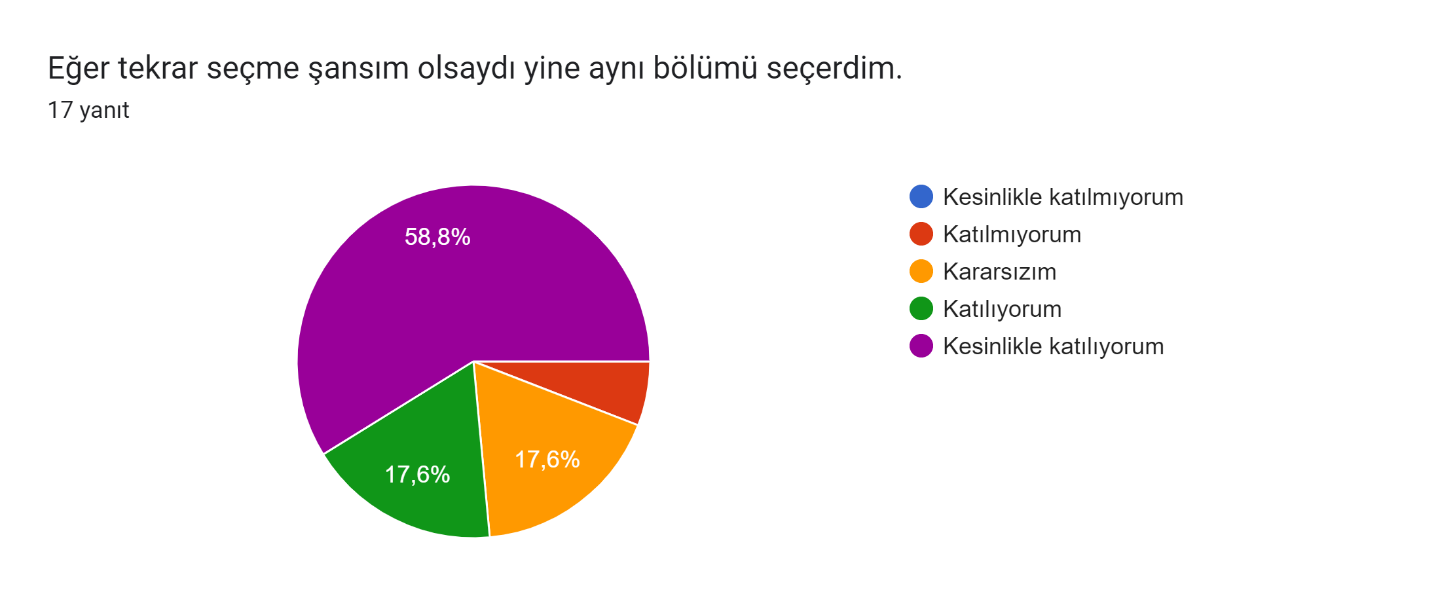 Eğer tekrar seçme şansım olsaydı yine aynı bölümü seçerdim.
17 yanıt
58,8%
17,6%
17,6%
Kesinlikle katılmıyorum
Katılmıyorum
Kararsızım
Katılıyorum
Kesinlikle katılıyorum